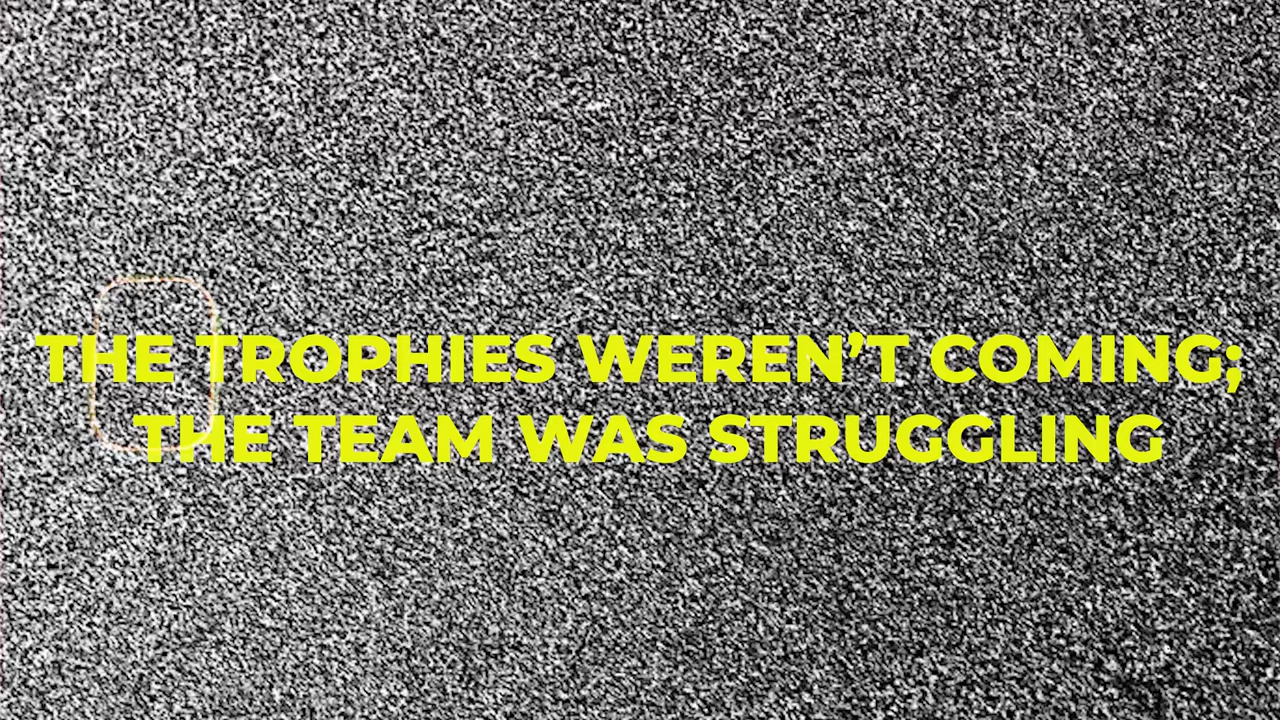 THE TROPHIES WEREN’T COMING;
THE TEAM WAS STRUGGLING